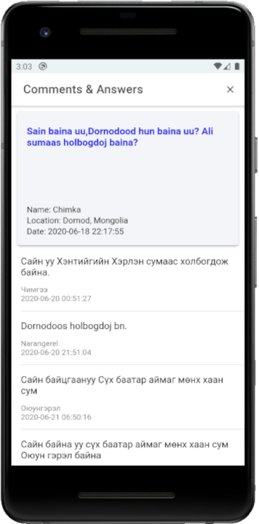 3:03
Comments & Answers
Sain baina uu,Dornodood hun baina uu? Ali
sumaas holbogdoj baina?
Name: Chimka
Location: Dornod, Mongolia
Date: 2020-06-18 22:17:55
Сайн уу Хэнтийгийн Хэрлэн сумаас холбогдож
байна.
Чимгээ
2020-06-20 00:51:27
Dornodoos holbogdoj bn.
Narangerel
2020-06-20 21:51:04
Сайн байцгаануу Сүх баатар аймаг мөнх хаан
сум
Оюунгэрэл
2020-06-21 06:50:16
Сайн байна уу сүх баатар аймаг мөнх хаан сум
Оюун гэрэл байна